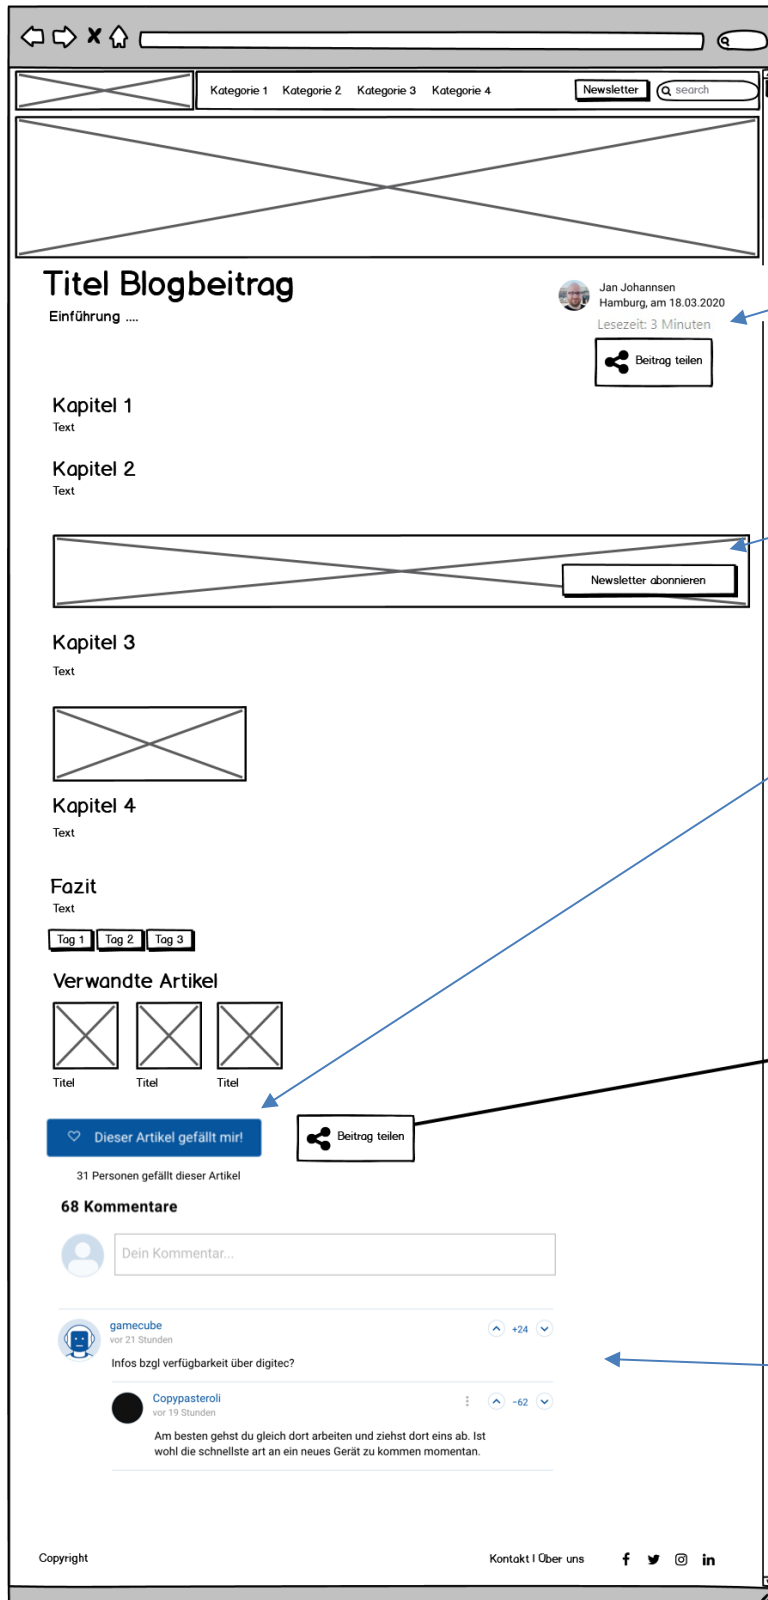 Kategorie 1 Kategorie 2 Kategorie 3 Kategorie 4 Newsletter search
Titel Blogbeitrag
Einführung ....
Jan Johannsen
Hamburg, am 18.03.2020
Lesezeit: 3 Minuten
Beitrag teilen
Kapitel 1
Text
Kapitel 2
Text
Newsletter abonnieren
Kapitel 3
Text
Kapitel 4
Text
Fazit
Text
Tag 1 Tag 2 Tag 3
Verwandte Artikel
Titel Titel Titel
Dieser Artikel gefällt mir! Beitrag teilen
31 Personen gefällt dieser Artikel
68 Kommentare
Dein Kommentar...
gamecube
vor 21 Stunden
+24
Infos bzgl verfügbarkeit über digitec?
Copypasteroli
vor 19 Stunden
−62
Am besten gehst du gleich dort arbeiten und ziehst dort eins ab. Ist
wohl die schnellste art an ein neues Gerät zu kommen momentan.
Copyright Kontakt | Über uns